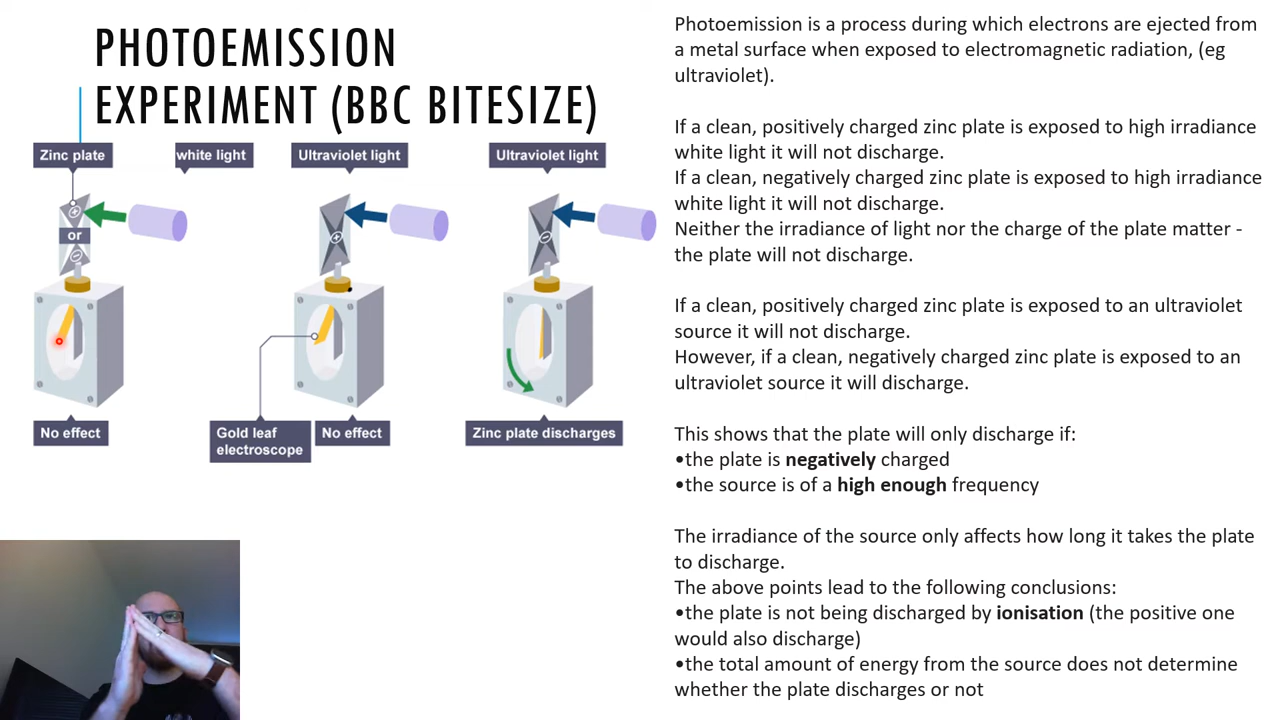 PHOTOEMISSION
EXPERIMENT (BBC BITESIZE)
Zinc plate
white light
Ultraviolet light
Ultraviolet light
or
No effect
Gold leaf
electroscope
No effect
Zinc plate discharges
Photoemission is a process during which electrons are ejected from
a metal surface when exposed to electromagnetic radiation, (eg
ultraviolet).
If a clean, positively charged zinc plate is exposed to high irradiance
white light it will not discharge.
If a clean, negatively charged zinc plate is exposed to high irradiance
white light it will not discharge.
Neither the irradiance of light nor the charge of the plate matter -
the plate will not discharge.
If a clean, positively charged zinc plate is exposed to an ultraviolet
source it will not discharge.
However, if a clean, negatively charged zinc plate is exposed to an
ultraviolet source it will discharge.
This shows that the plate will only discharge if:
•the plate is negatively charged
•the source is of a high enough frequency
The irradiance of the source only affects how long it takes the plate
to discharge.
The above points lead to the following conclusions:
•the plate is not being discharged by ionisation (the positive one
would also discharge)
•the total amount of energy from the source does not determine
whether the plate discharges or not